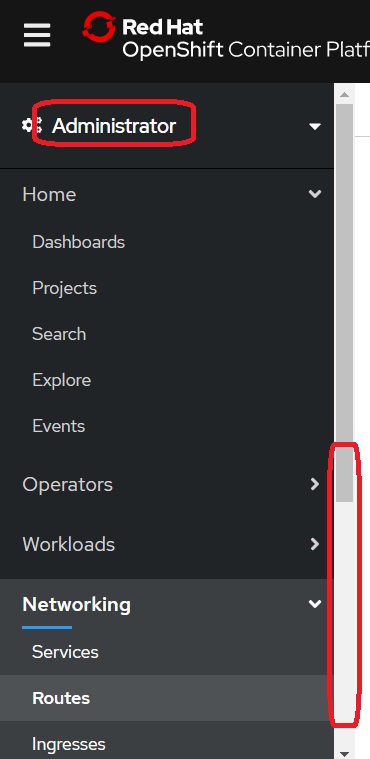 Red Hat
OpenShift Container Platf
Administrator
Home
Dashboards
Projects
Search
Explore
Events
Operators
Workloads
Networking
Services
Routes
Ingresses